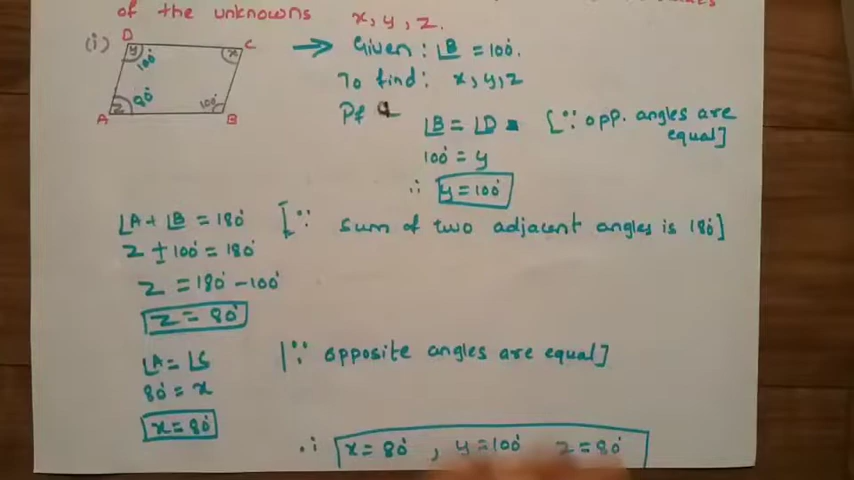 of the unknowns x, y, z.
(i) D C → Given : ∠B = 100°.
y x
100°
To find : x, y, z
80°
z 100°
A B
Pf
∠B = ∠D [∵ opp. angles are
equal]
100° = y
∴ y = 100°
∠A + ∠B = 180° [∵ sum of two adjacent angles is 180°]
z + 100° = 180°
z = 180° - 100°
z = 80°
∠A = ∠C [∵ opposite angles are equal]
80° = x
x = 80°
∴ x = 80° , y = 100° z = 80°